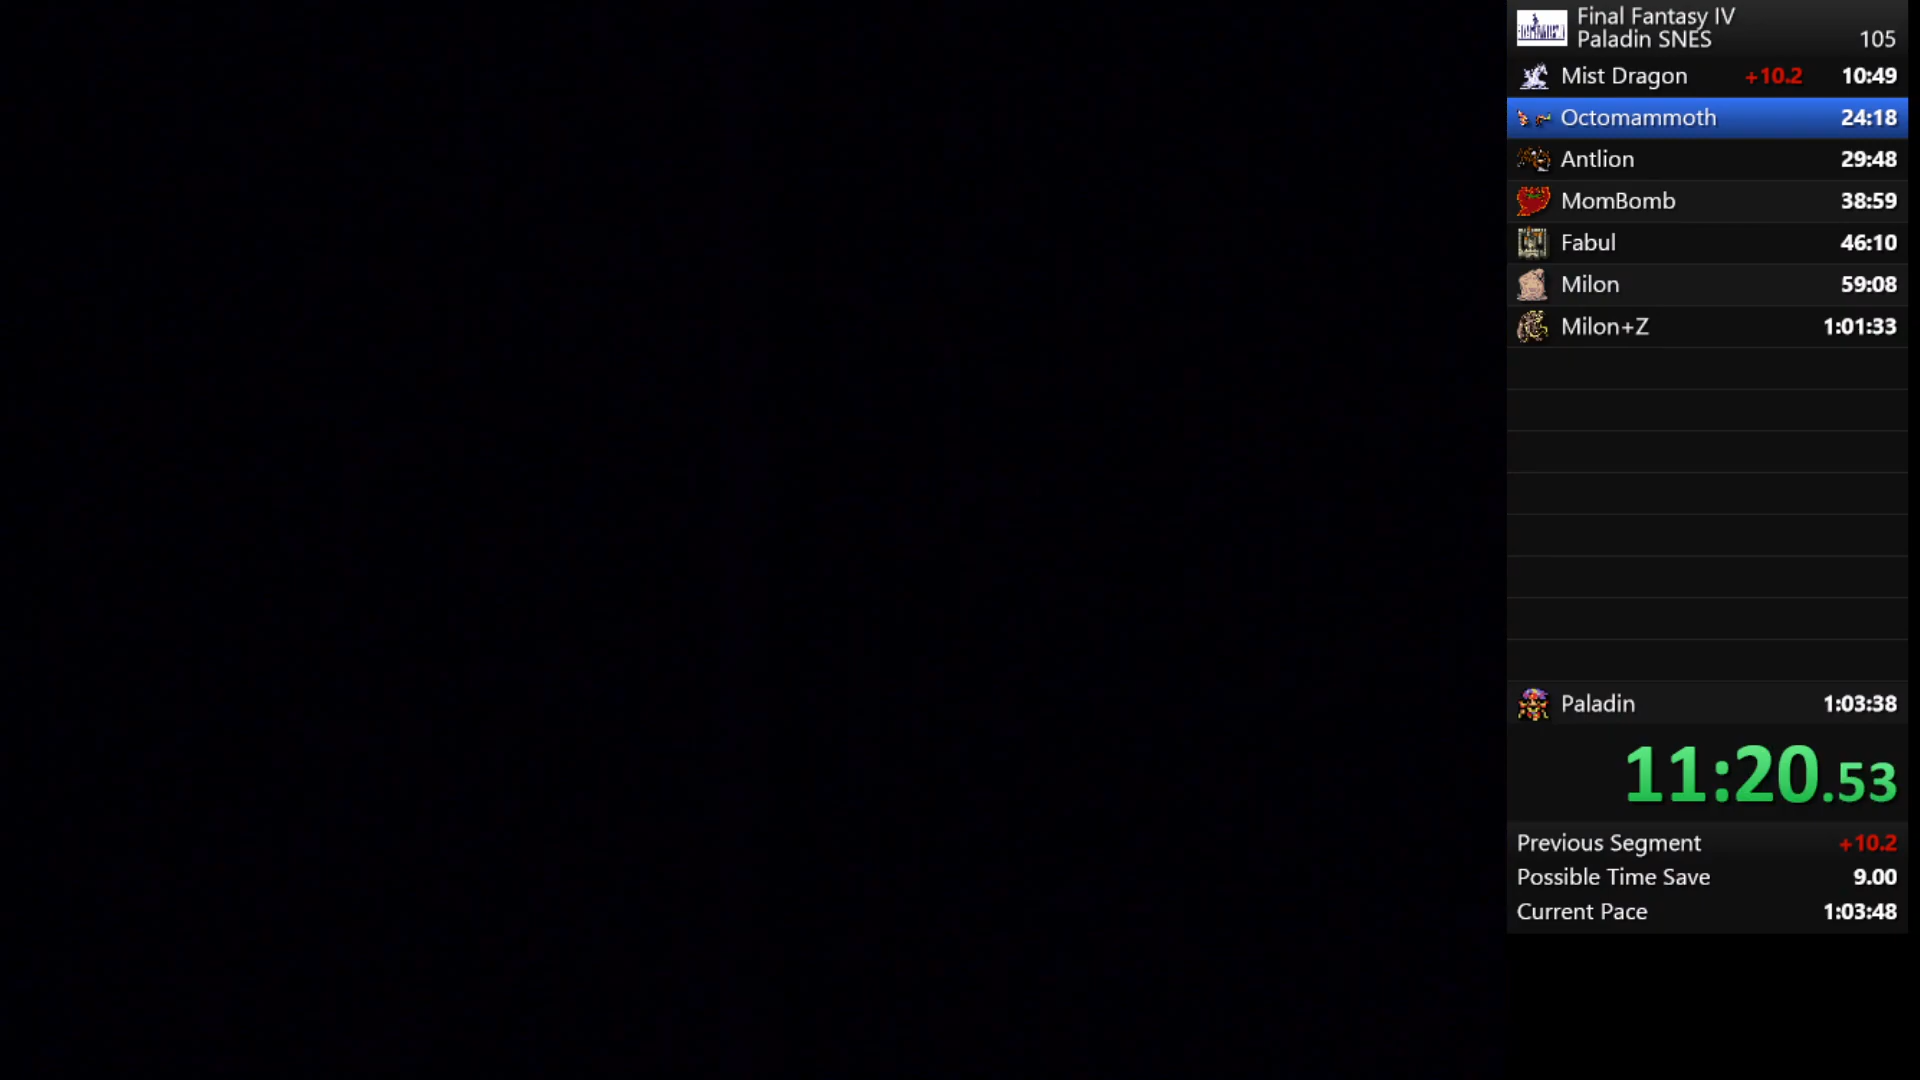 Final Fantasy IV
Paladin SNES 105
Mist Dragon +10.2 10:49
Octomammoth 24:18
Antlion 29:48
MomBomb 38:59
Fabul 46:10
Milon 59:08
Milon+Z 1:01:33
Paladin 1:03:38
11:20.53
Previous Segment +10.2
Possible Time Save 9.00
Current Pace 1:03:48